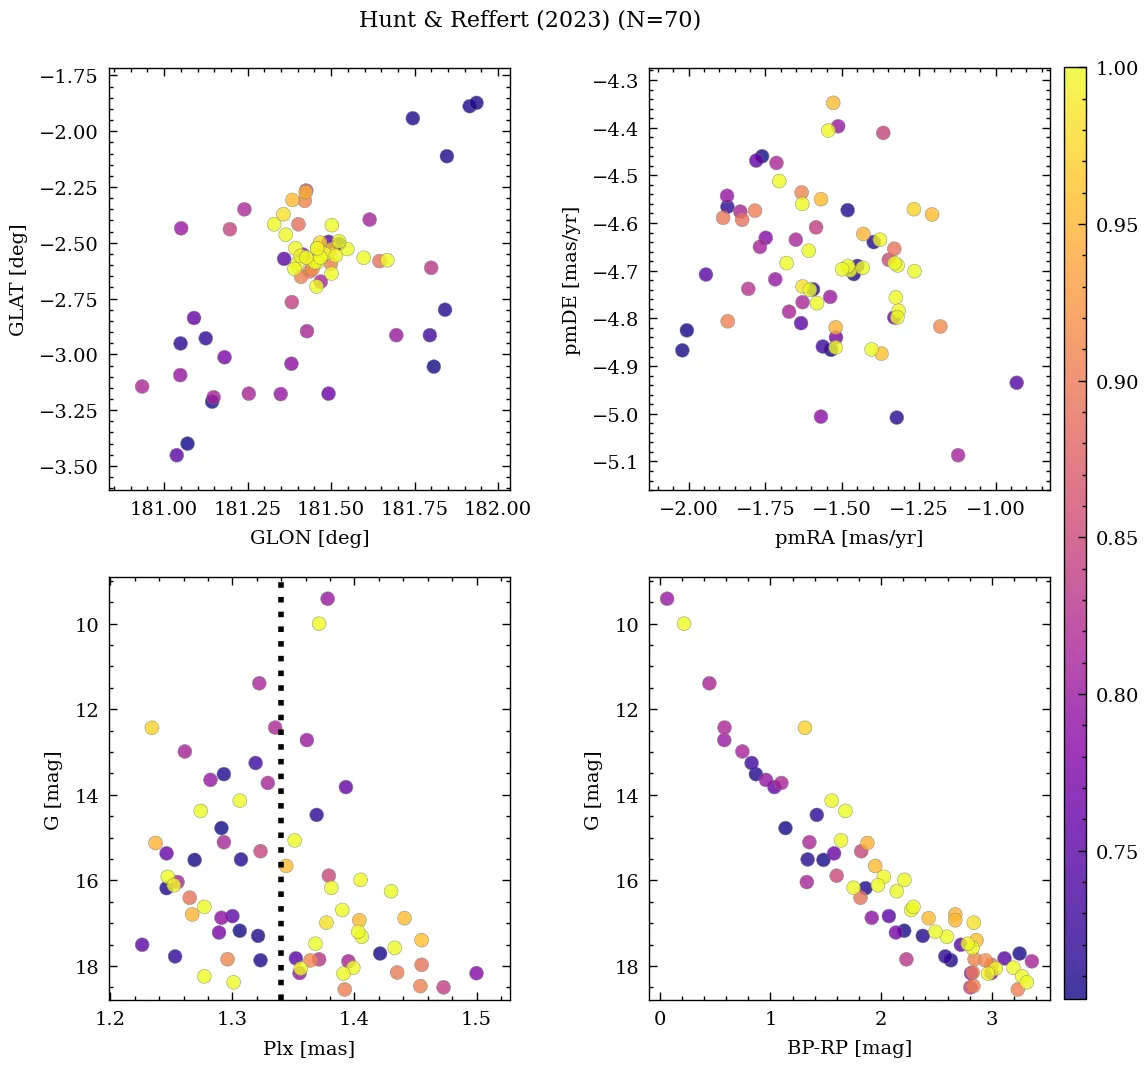 Hunt & Reffert (2023) (N=70)
−1.75
−2.00
−2.25
−2.50
−2.75
−3.00
−3.25
−3.50
GLAT [deg]
181.00 181.25 181.50 181.75 182.00
GLON [deg]
−4.3
−4.4
−4.5
−4.6
−4.7
−4.8
−4.9
−5.0
−5.1
pmDE [mas/yr]
−2.00 −1.75 −1.50 −1.25 −1.00
pmRA [mas/yr]
10
12
14
16
18
G [mag]
1.2 1.3 1.4 1.5
Plx [mas]
10
12
14
16
18
G [mag]
0 1 2 3
BP-RP [mag]
1.00
0.95
0.90
0.85
0.80
0.75